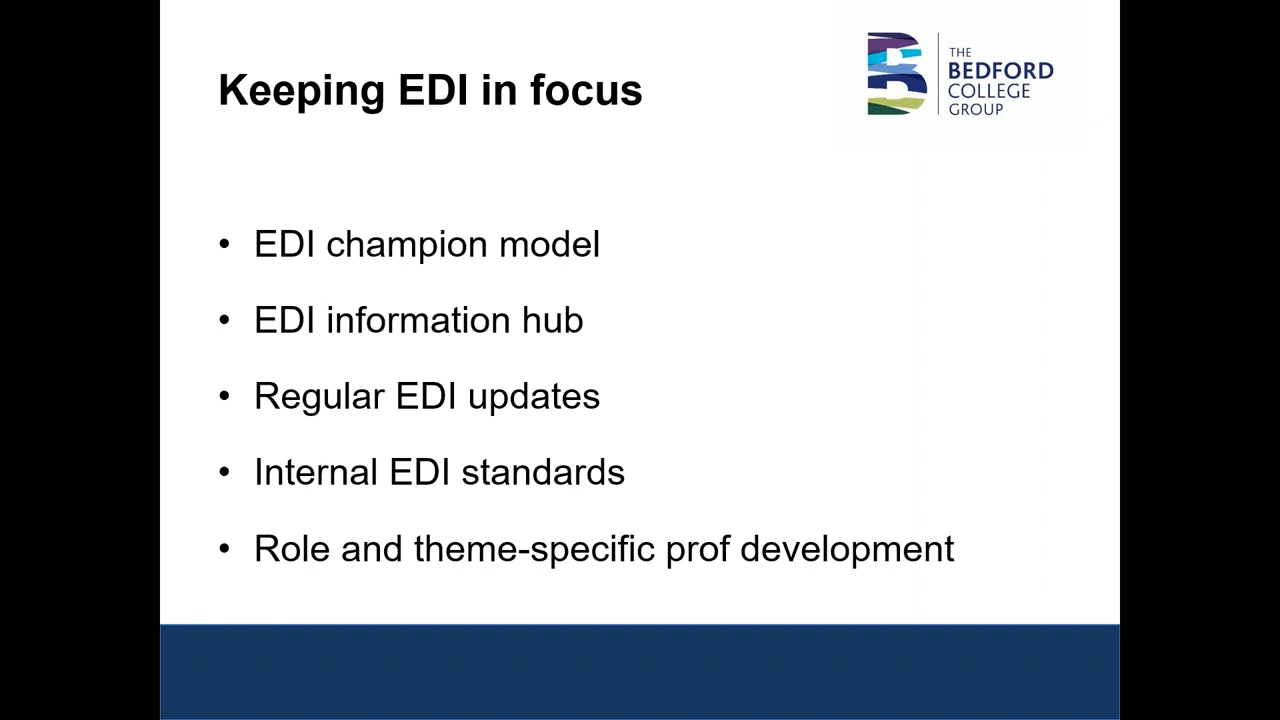 Keeping EDI in focus
THE
BEDFORD
COLLEGE
GROUP
• EDI champion model
• EDI information hub
• Regular EDI updates
• Internal EDI standards
• Role and theme-specific prof development